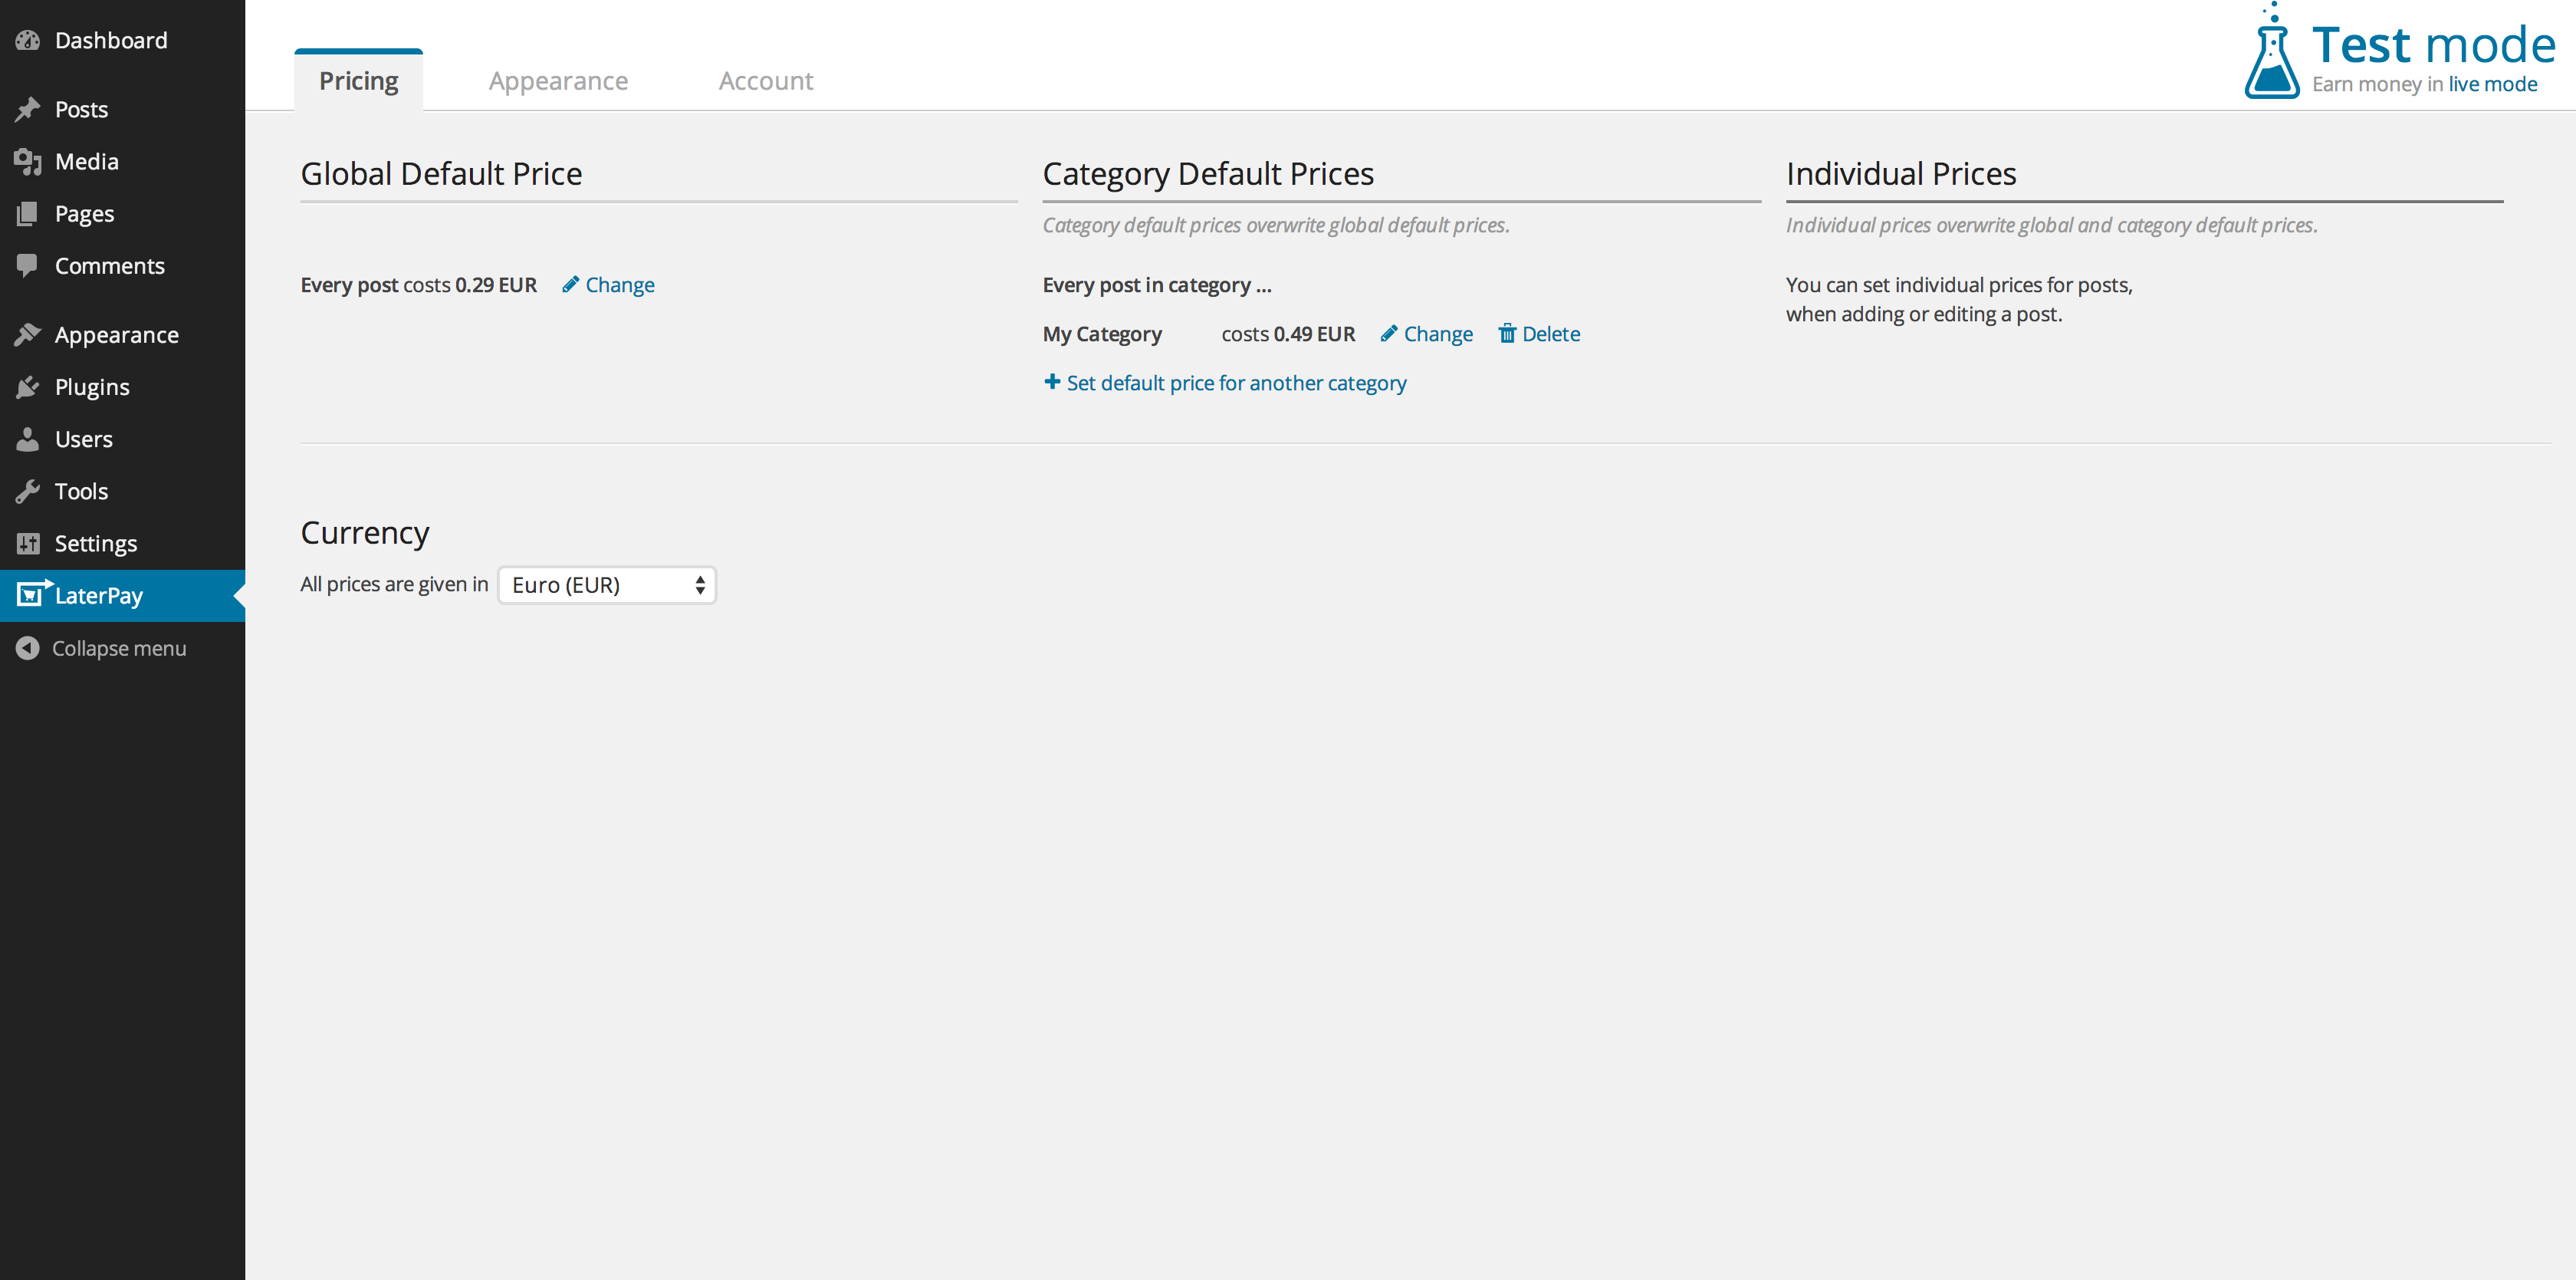 Dashboard
Posts
Media
Pages
Comments
Appearance
Plugins
Users
Tools
Settings
LaterPay
Collapse menu
Pricing Appearance Account
Test mode
Earn money in live mode
Global Default Price
Every post costs 0.29 EUR Change
Category Default Prices
Category default prices overwrite global default prices.
Every post in category ...
My Category costs 0.49 EUR Change Delete
Set default price for another category
Individual Prices
Individual prices overwrite global and category default prices.
You can set individual prices for posts,
when adding or editing a post.
Currency
All prices are given in Euro (EUR)